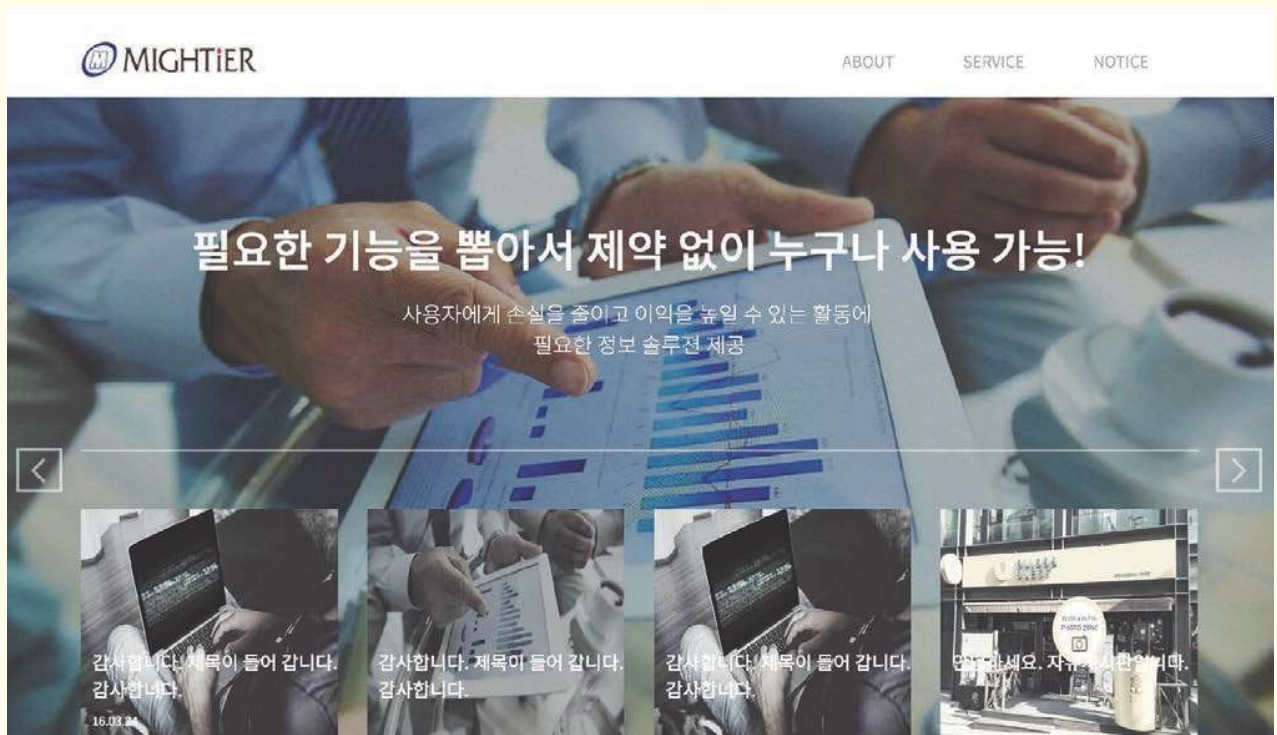 MIGHTiER
ABOUT SERVICE NOTICE
필요한 기능을 뽑아서 제약 없이 누구나 사용 가능!
사용자에게 손실을 줄이고 이익을 높일 수 있는 활동에
필요한 정보 솔루션 제공
감사합니다. 제목이 들어 갑니다.
감사합니다.
16.03.24
감사합니다. 제목이 들어 갑니다.
감사합니다.
감사합니다. 제목이 들어 갑니다.
감사합니다.
안녕하세요. 자유게시판입니다.
PHOTO ZONE